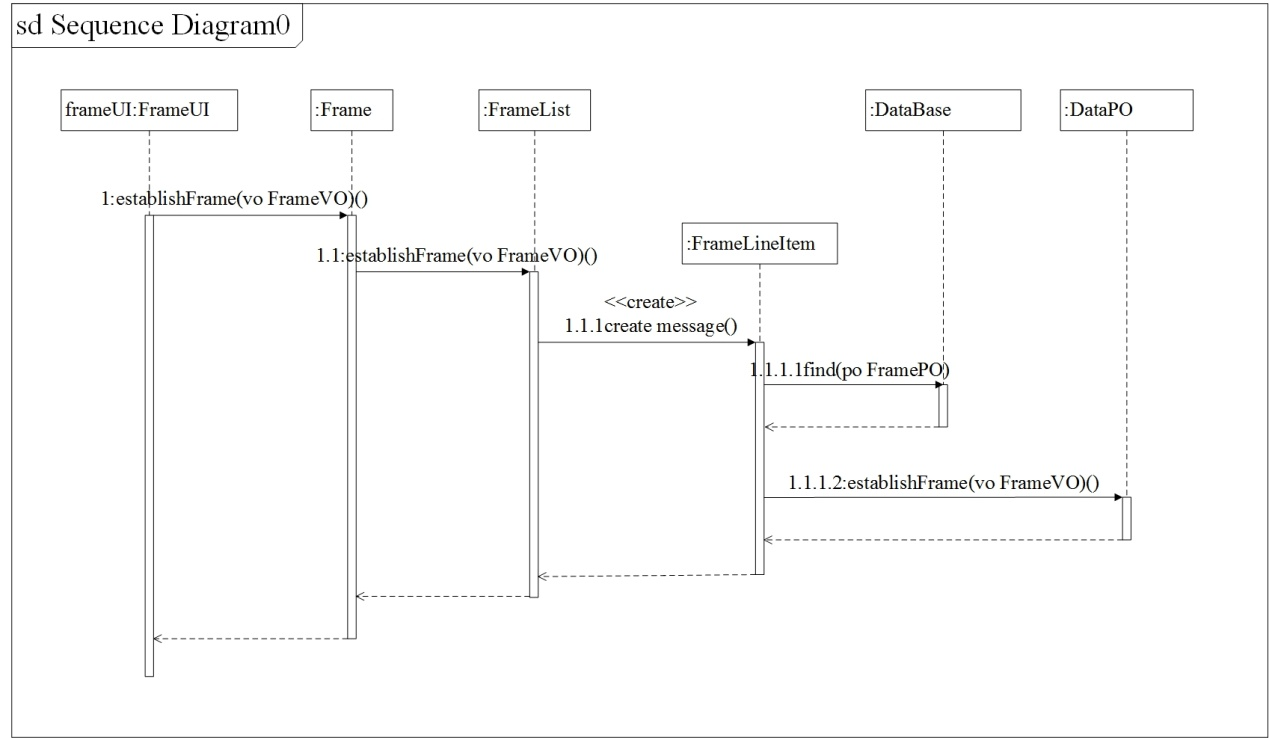 sd Sequence Diagram0
frameUI:FrameUI
:Frame
:FrameList
:DataBase
:DataPO
1:establishFrame(vo FrameVO)()
:FrameLineItem
1.1:establishFrame(vo FrameVO)()
<<create>>
1.1.1create message()
1.1.1.1find(po FramePO)
1.1.1.2:establishFrame(vo FrameVO)()